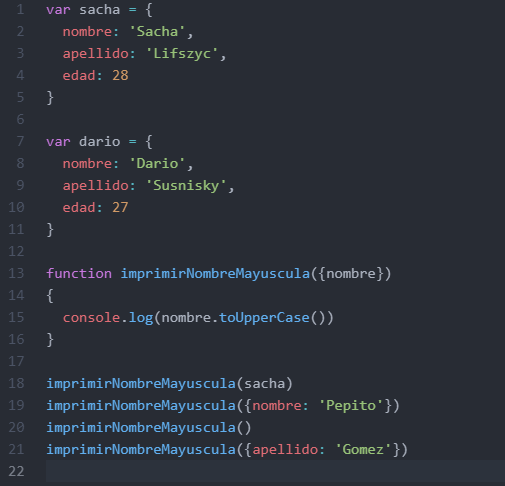 1 var sacha = {
2   nombre: 'Sacha',
3   apellido: 'Lifszyc',
4   edad: 28
5 }
6
7 var dario = {
8   nombre: 'Dario',
9   apellido: 'Susnisky',
10   edad: 27
11 }
12
13 function imprimirNombreMayuscula({nombre})
14 {
15   console.log(nombre.toUpperCase())
16 }
17
18 imprimirNombreMayuscula(sacha)
19 imprimirNombreMayuscula({nombre: 'Pepito'})
20 imprimirNombreMayuscula()
21 imprimirNombreMayuscula({apellido: 'Gomez'})
22